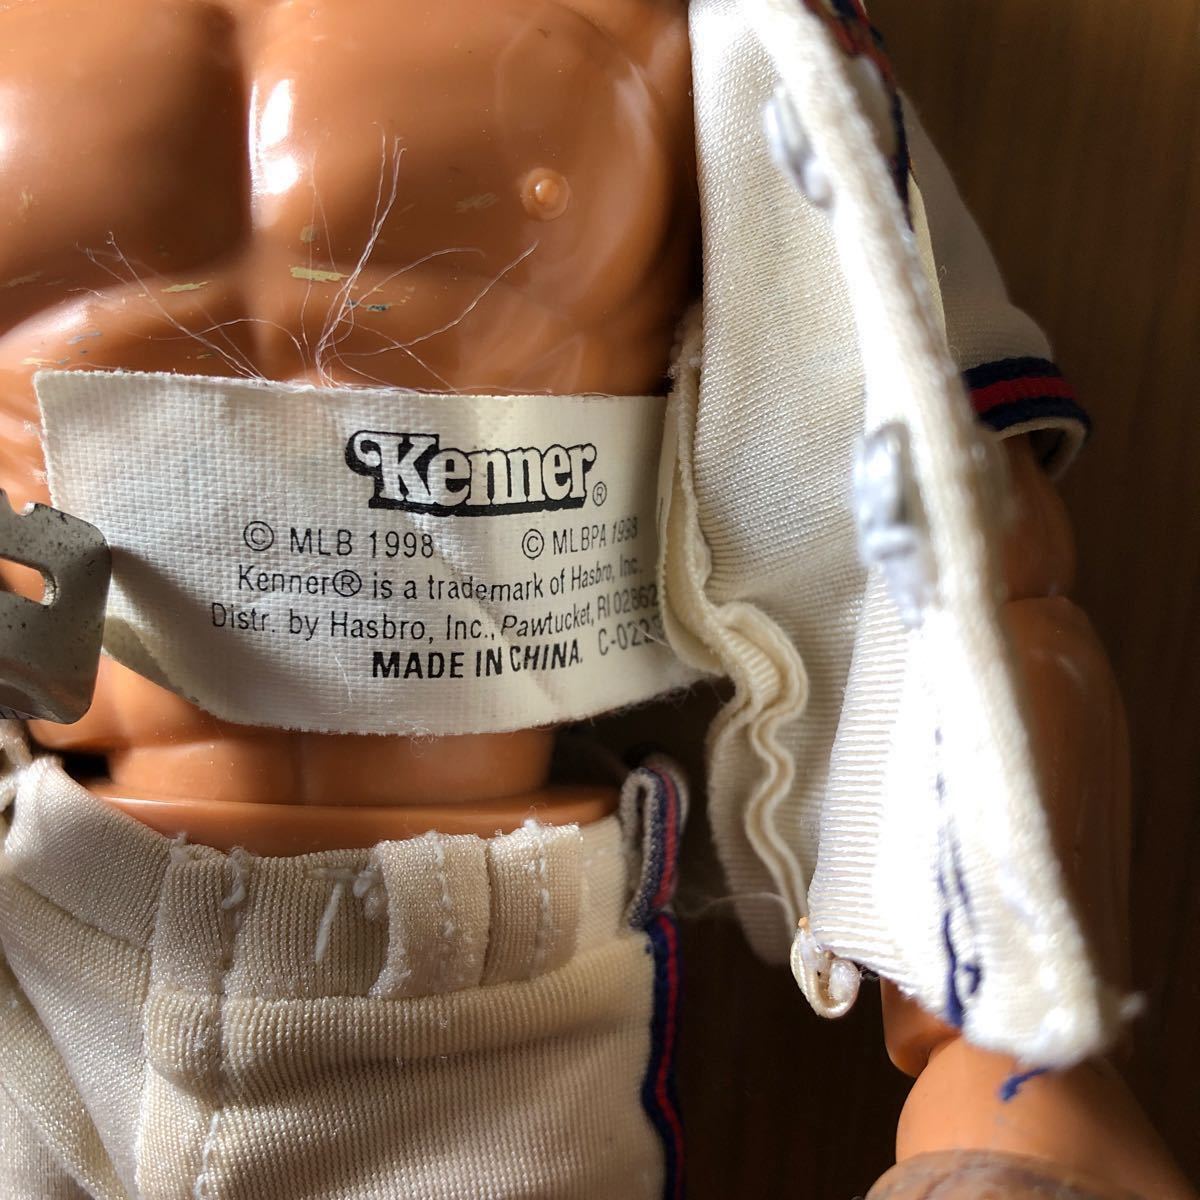 Kenner®
© MLB 1998 © MLBPA 1998
Kenner® is a trademark of Hasbro, Inc.
Distr. by Hasbro, Inc., Pawtucket, RI 02862
MADE IN CHINA.